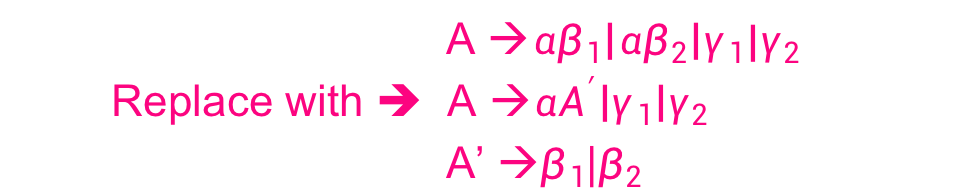 A → αβ₁|αβ₂|γ₁|γ₂
Replace with ➔ A → αA′|γ₁|γ₂
A’ → β₁|β₂